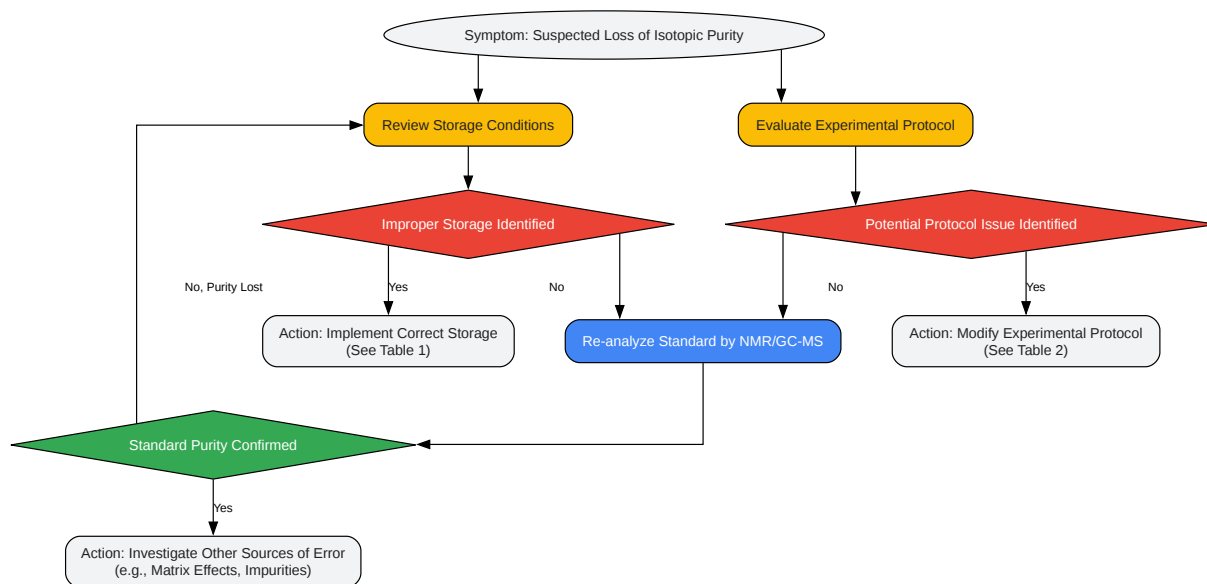 Symptom: Suspected Loss of Isotopic Purity
Review Storage Conditions
Evaluate Experimental Protocol
Improper Storage Identified
Potential Protocol Issue Identified
No, Purity Lost
Yes
No
No
Yes
Action: Implement Correct Storage
(See Table 1)
Re-analyze Standard by NMR/GC-MS
Action: Modify Experimental Protocol
(See Table 2)
Standard Purity Confirmed
Yes
Action: Investigate Other Sources of Error
(e.g., Matrix Effects, Impurities)